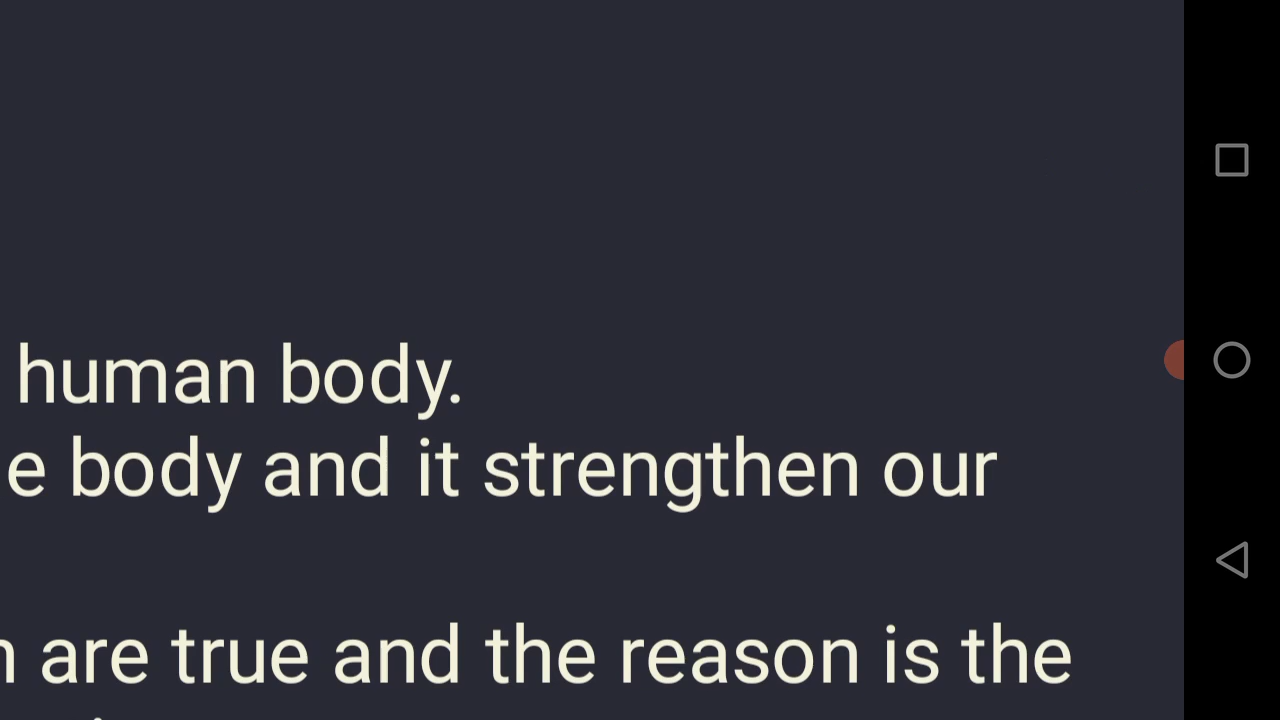 human body.
e body and it strengthen our
are true and the reason is the